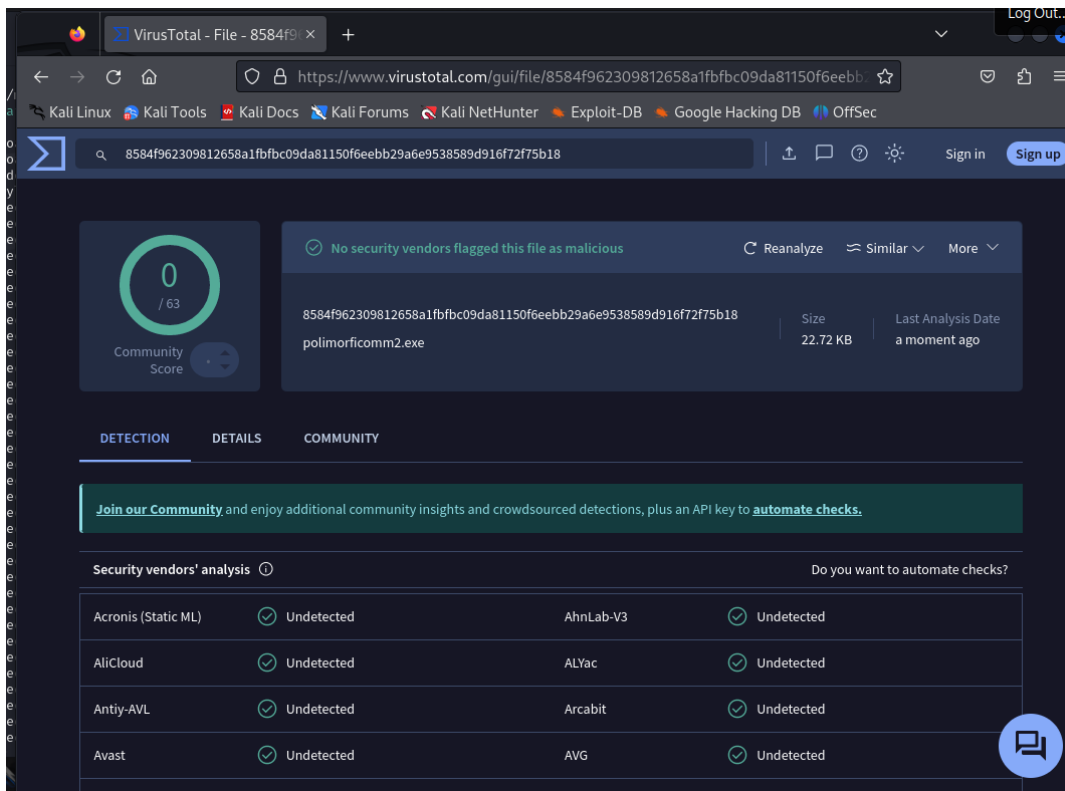 Log Out..
VirusTotal - File - 8584f9
https://www.virustotal.com/gui/file/8584f962309812658a1fbfbc09da81150f6eebb
Kali Linux Kali Tools Kali Docs Kali Forums Kali NetHunter Exploit-DB Google Hacking DB OffSec
8584f962309812658a1fbfbc09da81150f6eebb29a6e9538589d916f72f75b18 Sign in Sign up
0
/ 63
Community
Score
No security vendors flagged this file as malicious Reanalyze Similar More
8584f962309812658a1fbfbc09da81150f6eebb29a6e9538589d916f72f75b18
polimorficomm2.exe
Size
22.72 KB
Last Analysis Date
a moment ago
DETECTION DETAILS COMMUNITY
Join our Community and enjoy additional community insights and crowdsourced detections, plus an API key to automate checks.
Security vendors' analysis Do you want to automate checks?
Acronis (Static ML) Undetected AhnLab-V3 Undetected
AliCloud Undetected ALYac Undetected
Antiy-AVL Undetected Arcabit Undetected
Avast Undetected AVG Undetected